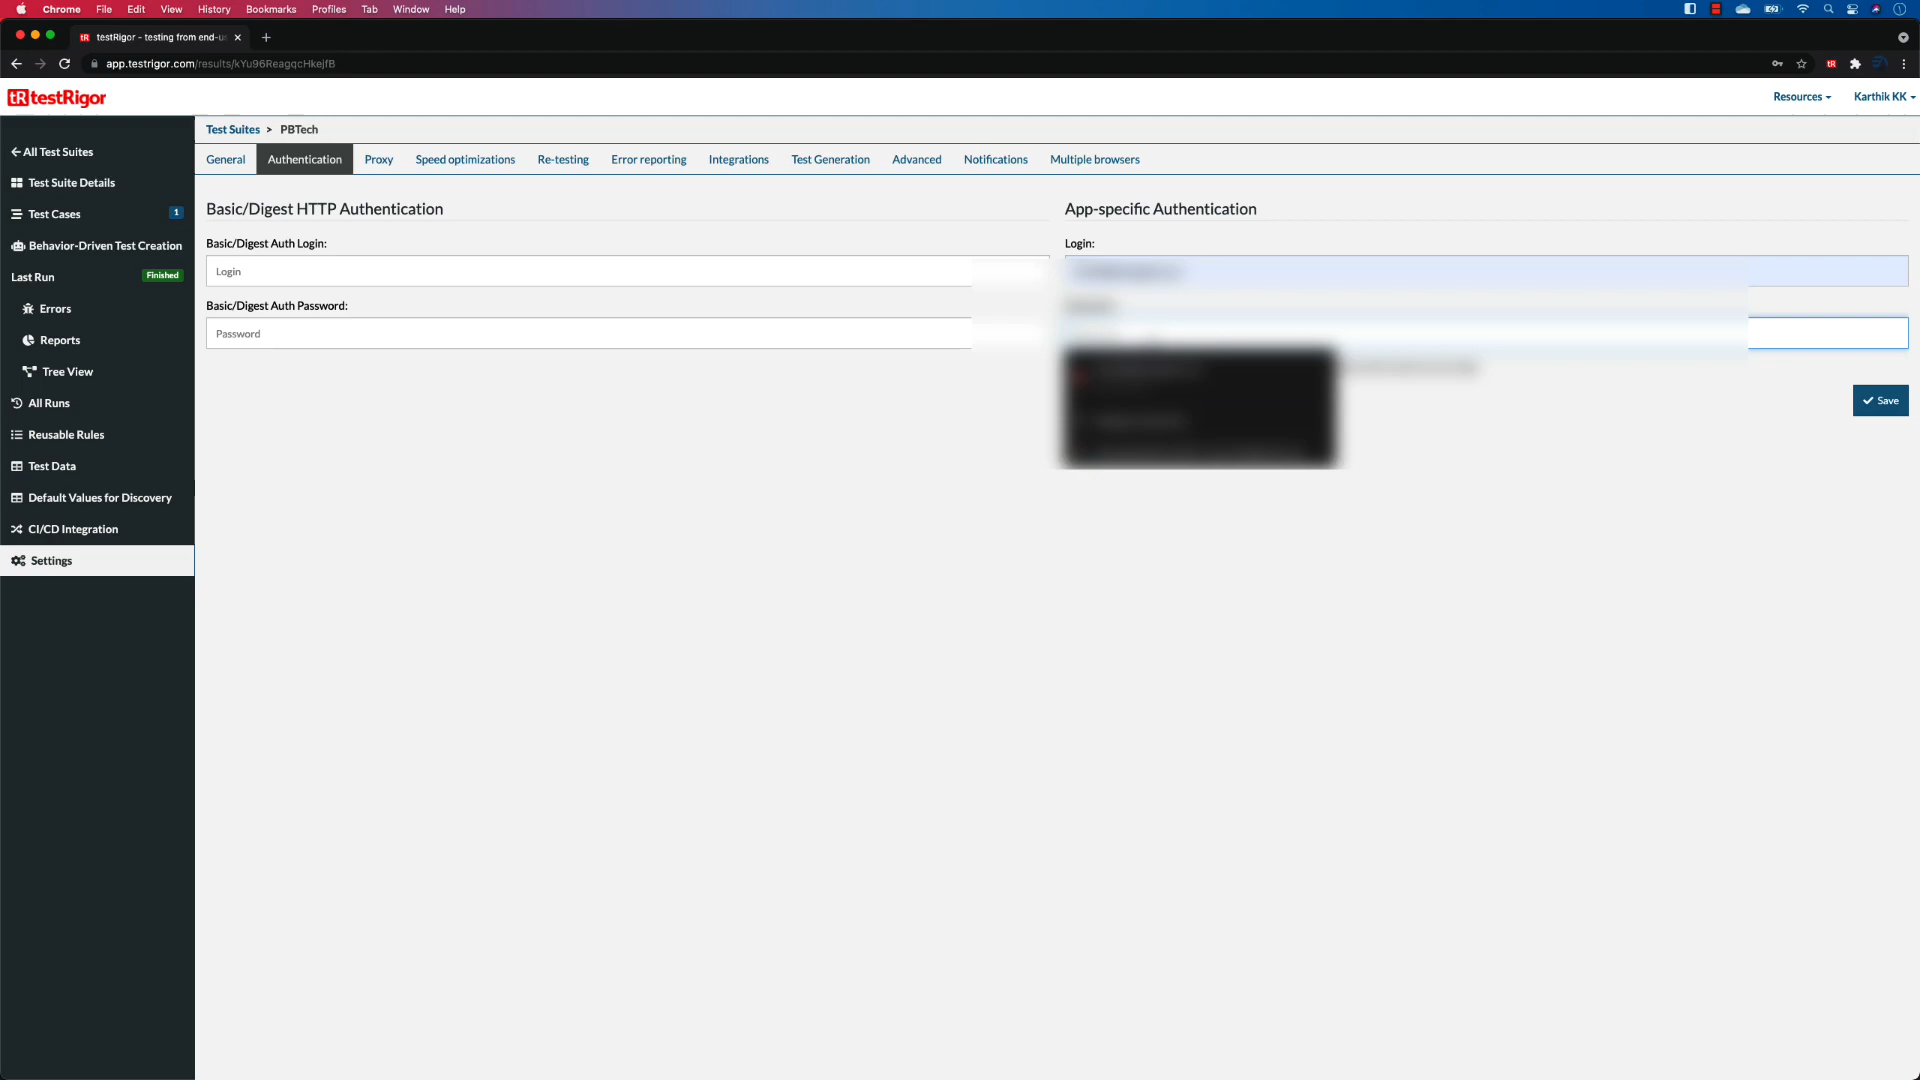 Chrome File Edit View History Bookmarks Profiles Tab Window Help
testRigor - testing from end-u
app.testrigor.com/results/kYu96ReagqcHkejfB
tR testRigor
Resources
Karthik KK
All Test Suites
Test Suite Details
Test Cases 1
Behavior-Driven Test Creation
Last Run Finished
Errors
Reports
Tree View
All Runs
Reusable Rules
Test Data
Default Values for Discovery
CI/CD Integration
Settings
Test Suites > PBTech
General Authentication Proxy Speed optimizations Re-testing Error reporting Integrations Test Generation Advanced Notifications Multiple browsers
Basic/Digest HTTP Authentication
Basic/Digest Auth Login:
Login
Basic/Digest Auth Password:
Password
App-specific Authentication
Login:
Save